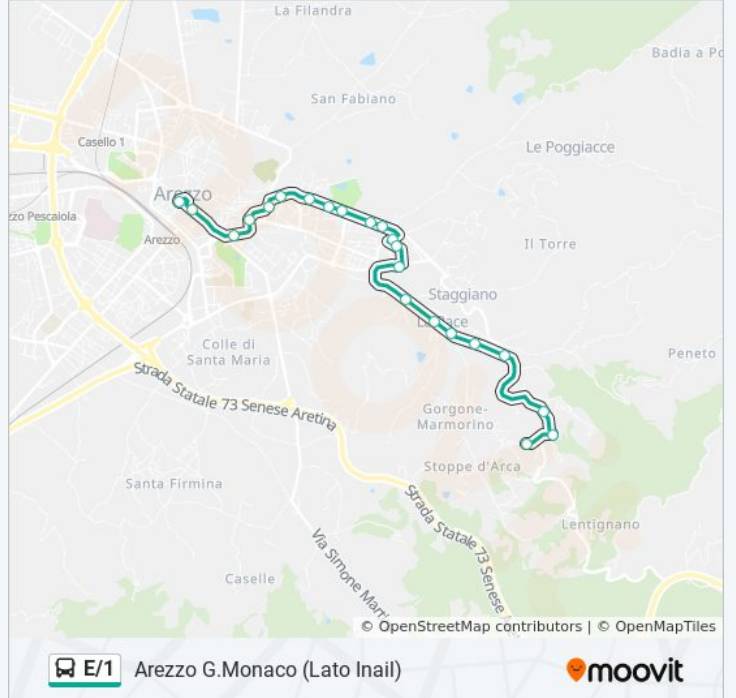 La Filandra
Badia a Po
San Fabiano
Casello 1
Le Poggiacce
Arezzo
zzo Pescaiola
Arezzo
Il Torre
Staggiano
La Pace
Colle di
Santa Maria
Peneto
Strada Statale 73 Senese Aretina
Gorgone-
Marmorino
Stoppe d'Arca
Santa Firmina
Strada Statale 73 Senese
Lentignano
Via Simone Marti
Caselle
© OpenStreetMap contributors | © OpenMapTiles
E/1 Arezzo G.Monaco (Lato Inail)
moovit